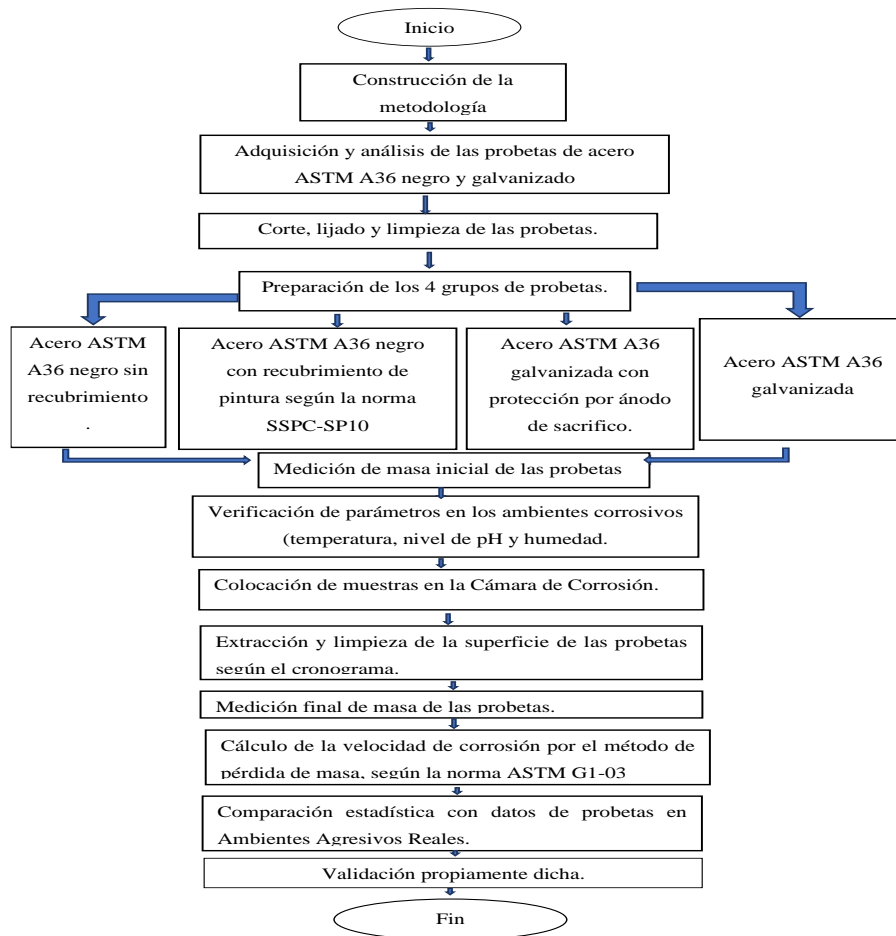 Inicio
Construcción de la
metodología
Adquisición y análisis de las probetas de acero
ASTM A36 negro y galvanizado
Corte, lijado y limpieza de las probetas.
Preparación de los 4 grupos de probetas.
Acero ASTM
A36 negro sin
recubrimiento
.
Acero ASTM A36 negro
con recubrimiento de
pintura según la norma
SSPC-SP10
Acero ASTM A36
galvanizada con
protección por ánodo
de sacrifico.
Acero ASTM A36
galvanizada
Medición de masa inicial de las probetas
Verificación de parámetros en los ambientes corrosivos
(temperatura, nivel de pH y humedad.
Colocación de muestras en la Cámara de Corrosión.
Extracción y limpieza de la superficie de las probetas
según el cronograma.
Medición final de masa de las probetas.
Cálculo de la velocidad de corrosión por el método de
pérdida de masa, según la norma ASTM G1-03
Comparación estadística con datos de probetas en
Ambientes Agresivos Reales.
Validación propiamente dicha.
Fin